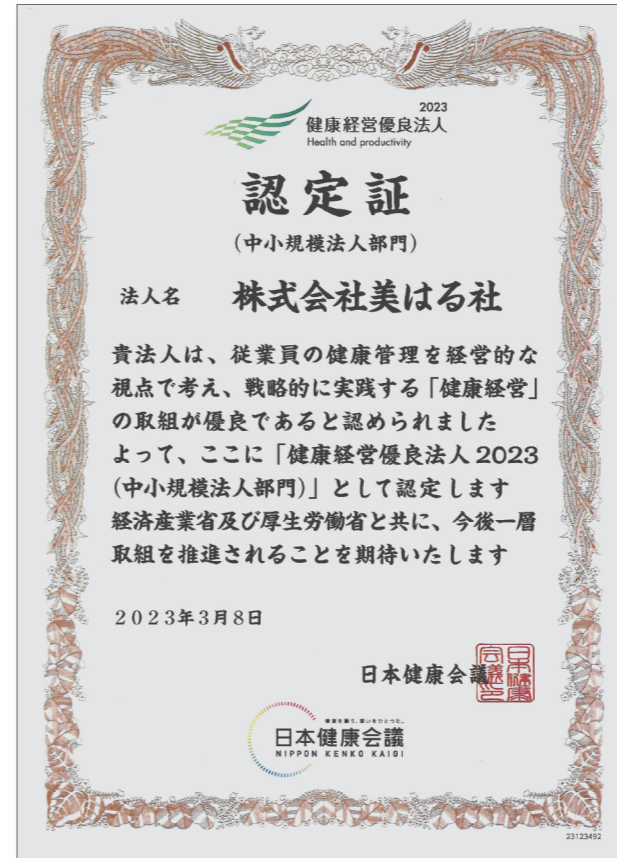 2023
健康経営優良法人
Health and productivity
認定証
(中小規模法人部門)
法人名 株式会社美はる社
貴法人は、従業員の健康管理を経営的な
視点で考え、戦略的に実践する「健康経営」
の取組が優良であると認められました
よって、ここに「健康経営優良法人2023
(中小規模法人部門)」として認定します
経済産業省及び厚生労働省と共に、今後一層
取組を推進されることを期待いたします
2023年3月8日
日本健康会議
日本健康会議
NIPPON KENKO KAIGI
23123492